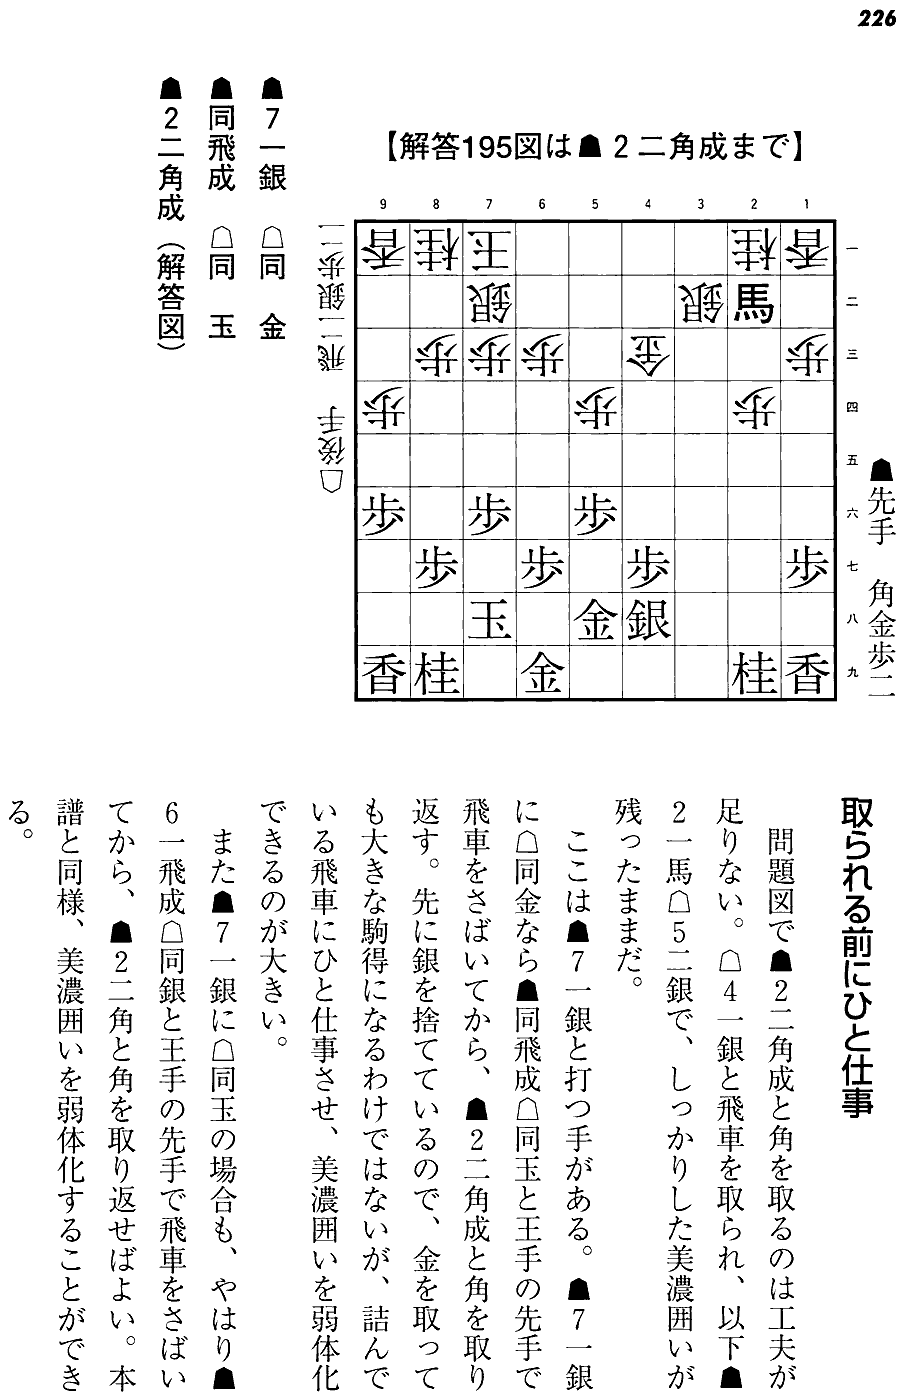 226
【解答195図は☗２二角成まで】
☗７一銀　☖同　金
☗同飛成　☖同　玉
☗２二角成（解答図）
9 8 7 6 5 4 3 2 1
香桂王　　　　桂香 一
　　銀　　　銀馬　 二
　歩歩歩　金　　歩 三
歩　　　歩　　歩　 四
五
歩　歩　歩　　　　 六
　歩　歩　歩　　歩 七
　　玉　金銀　　　 八
香桂　金　　　桂香 九
☗先手　角金歩二
☖後手　飛二銀歩二
取られる前にひと仕事
問題図で☗２二角成と角を取るのは工夫が
足りない。☖４一銀と飛車を取られ、以下☗
２一馬☖５二銀で、しっかりした美濃囲いが
残ったままだ。
ここは☗７一銀と打つ手がある。☗７一銀
に☖同金なら☗同飛成☖同玉と王手の先手で
飛車をさばいてから、☗２二角成と角を取り
返す。先に銀を捨てているので、金を取って
も大きな駒得になるわけではないが、詰んで
いる飛車にひと仕事させ、美濃囲いを弱体化
できるのが大きい。
また☗７一銀に☖同玉の場合も、やはり☗
６一飛成☖同銀と王手の先手で飛車をさばい
てから、☗２二角と角を取り返せばよい。本
譜と同様、美濃囲いを弱体化することができ
る。